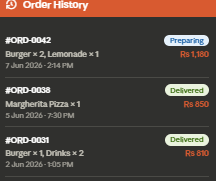 Order History
#ORD-0042
Preparing
Burger × 2, Lemonade × 1
Rs 1,180
7 Jun 2026 · 2:14 PM
#ORD-0038
Delivered
Margherita Pizza × 1
Rs 850
5 Jun 2026 · 7:30 PM
#ORD-0031
Delivered
Burger × 1, Drinks × 2
Rs 810
2 Jun 2026 · 1:05 PM